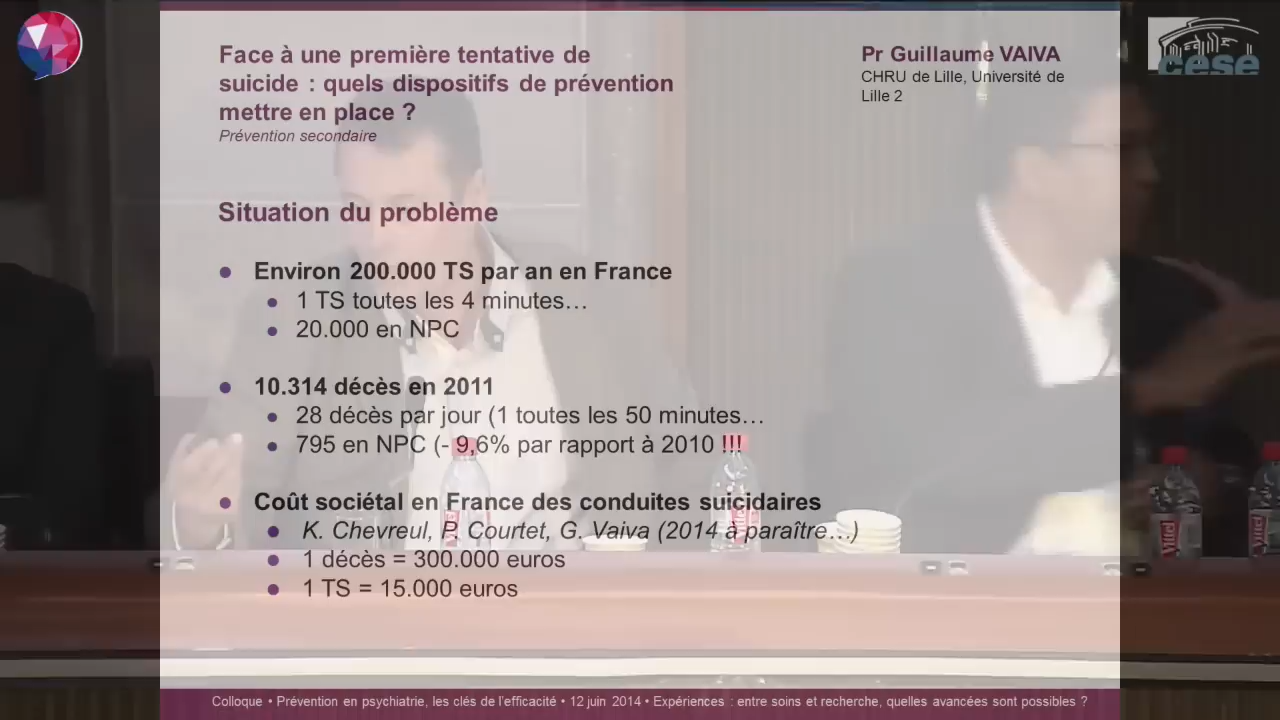 Face à une première tentative de
suicide : quels dispositifs de prévention
mettre en place ?
Prévention secondaire
Pr Guillaume VAIVA
CHRU de Lille, Université de
Lille 2
cese
Situation du problème
Environ 200.000 TS par an en France
1 TS toutes les 4 minutes…
20.000 en NPC
10.314 décès en 2011
28 décès par jour (1 toutes les 50 minutes…
795 en NPC (- 9,6% par rapport à 2010 !!!
Coût sociétal en France des conduites suicidaires
K. Chevreul, P. Courtet, G. Vaiva (2014 à paraître…)
1 décès = 300.000 euros
1 TS = 15.000 euros
Vittel
Colloque • Prévention en psychiatrie, les clés de l'efficacité • 12 juin 2014 • Expériences : entre soins et recherche, quelles avancées sont possibles ?